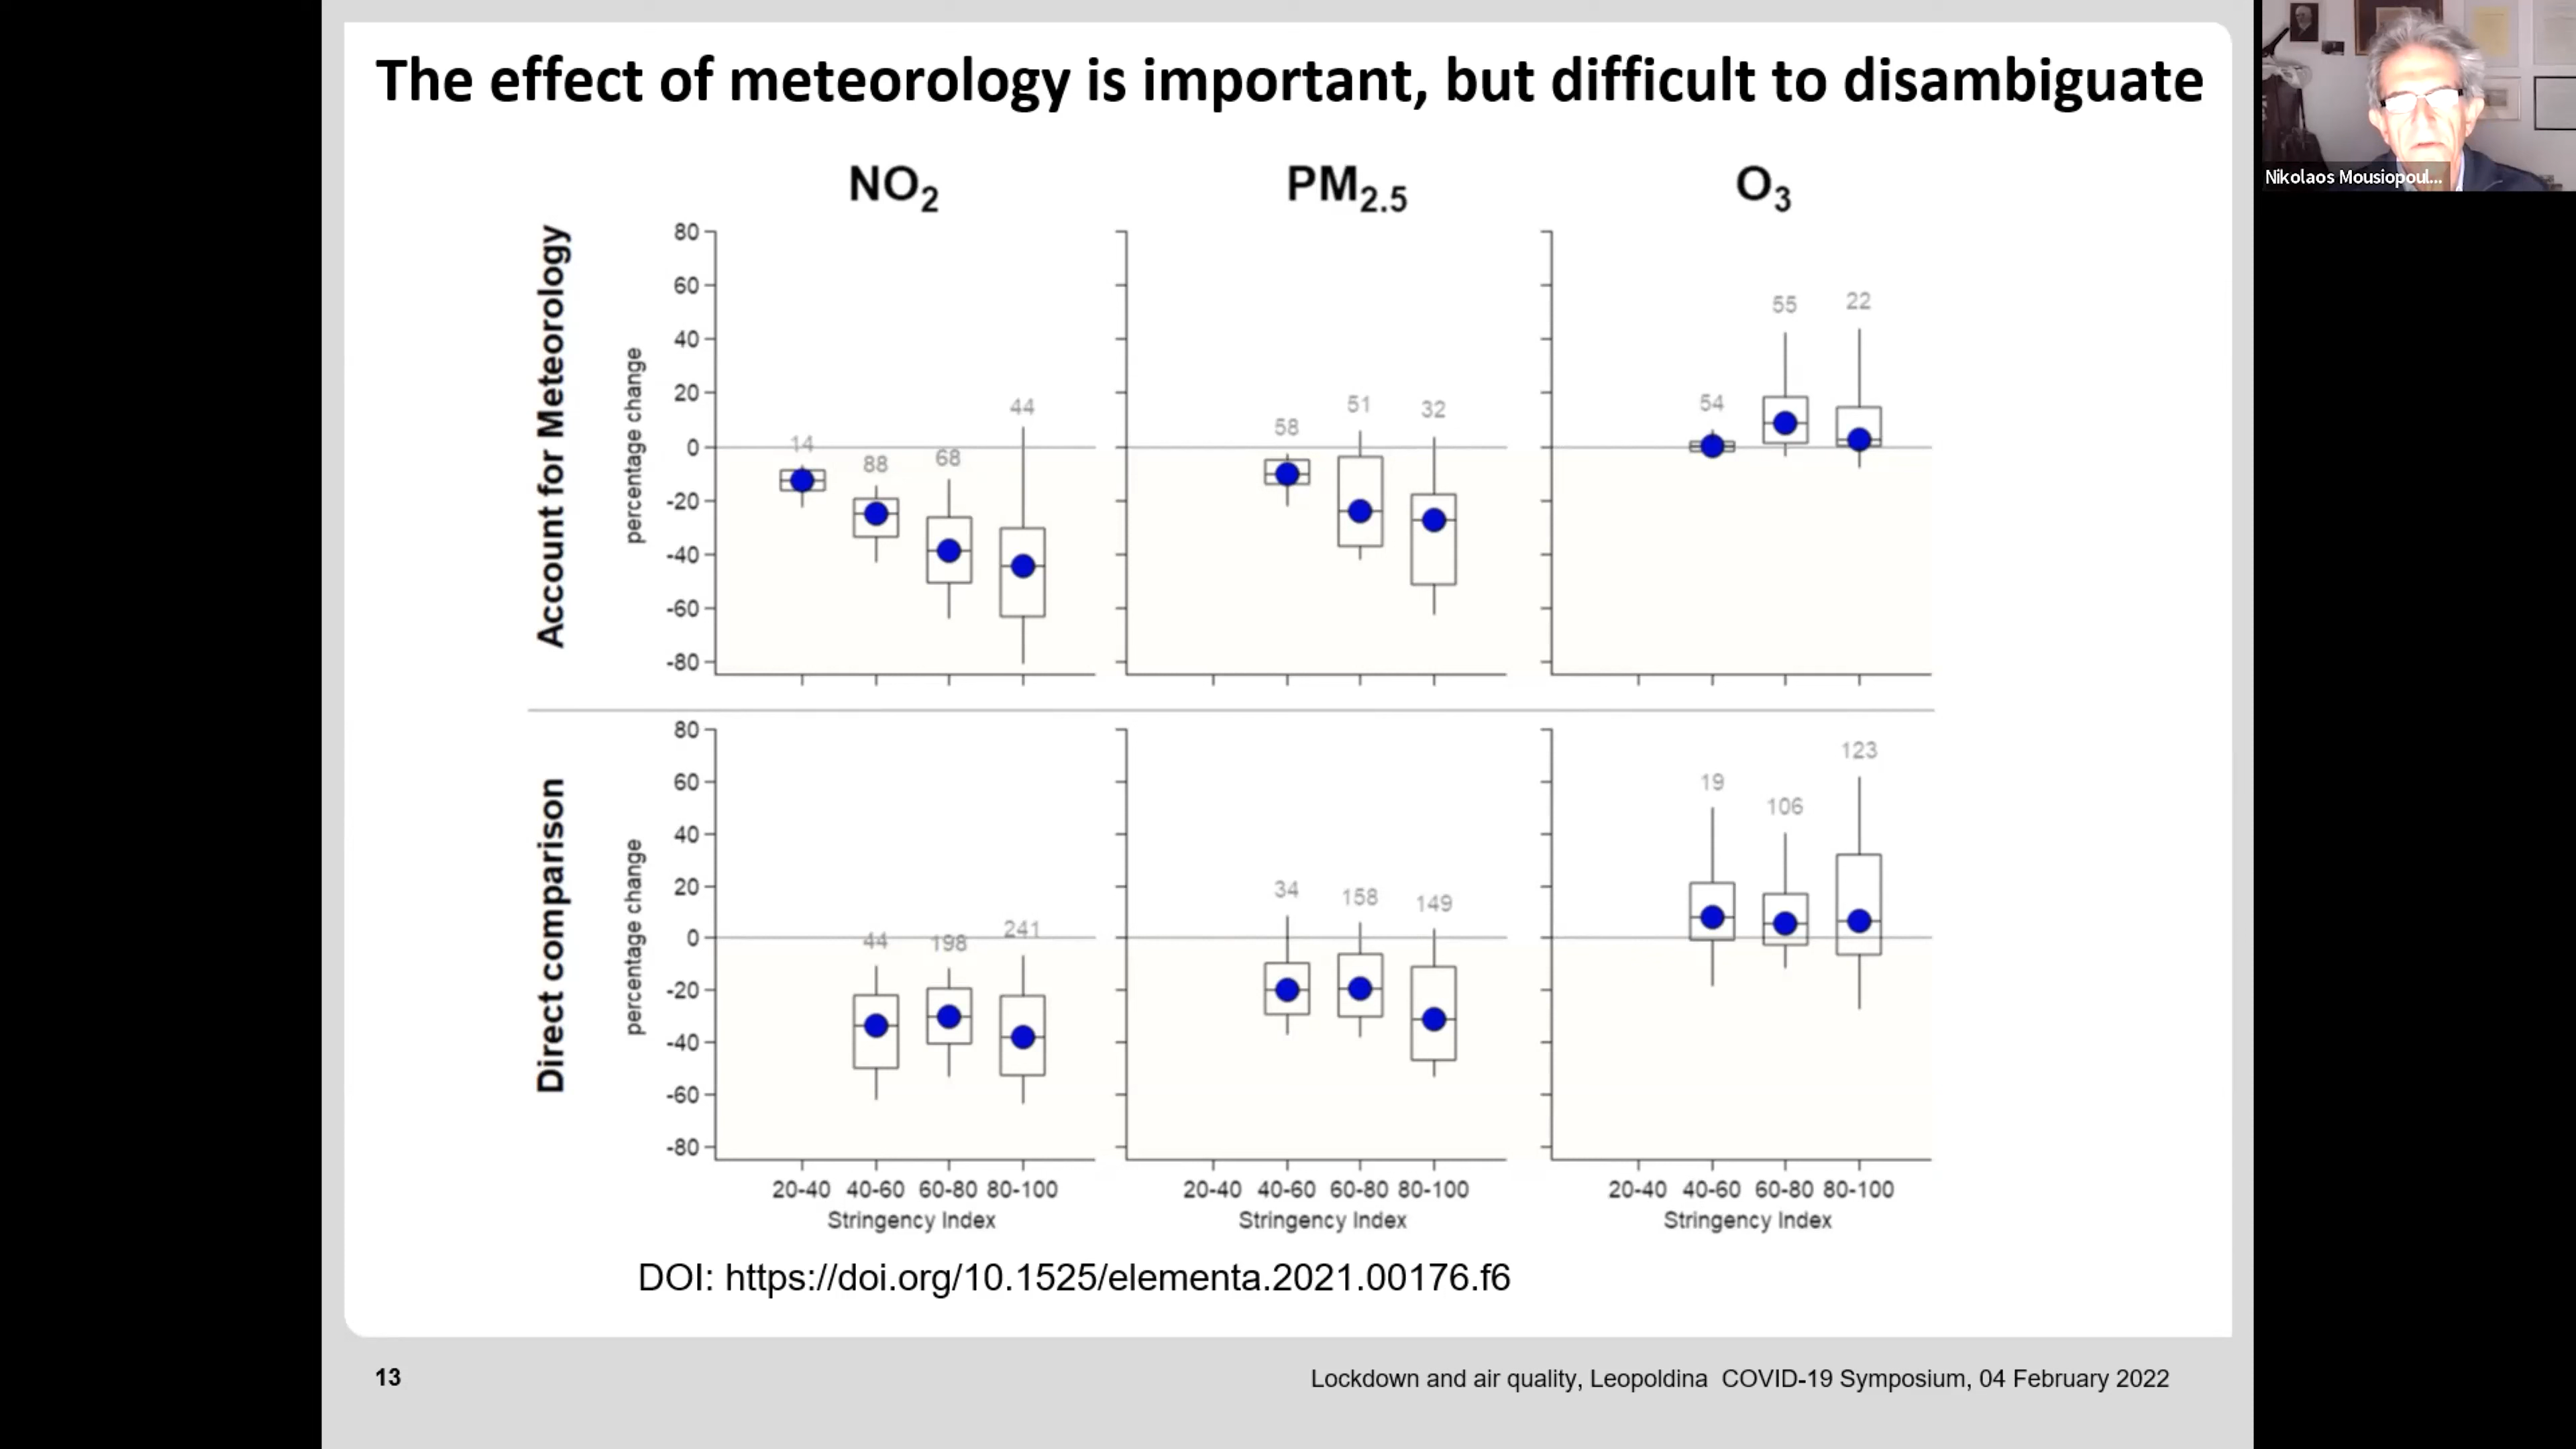 The effect of meteorology is important, but difficult to disambiguate
Nikolaos Mousiopoul...
NO2
PM2.5
O3
Account for Meteorology
percentage change
80
60
40
20
0
-20
-40
-60
-80
14
88
68
44
58
51
32
54
55
22
Direct comparison
percentage change
80
60
40
20
0
-20
-40
-60
-80
44
198
241
34
158
149
19
106
123
20-40 40-60 60-80 80-100
Stringency Index
20-40 40-60 60-80 80-100
Stringency Index
20-40 40-60 60-80 80-100
Stringency Index
DOI: https://doi.org/10.1525/elementa.2021.00176.f6
13
Lockdown and air quality, Leopoldina COVID-19 Symposium, 04 February 2022